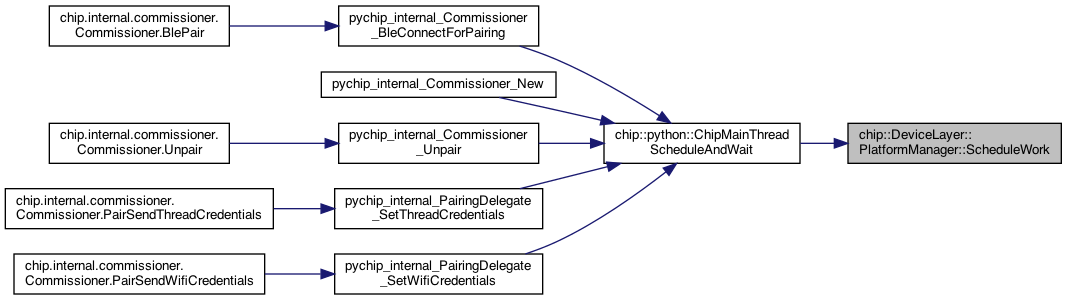 chip.internal.commissioner.
Commissioner.BlePair
pychip_internal_Commissioner
_BleConnectForPairing
pychip_internal_Commissioner_New
chip.internal.commissioner.
Commissioner.Unpair
pychip_internal_Commissioner
_Unpair
chip::python::ChipMainThread
ScheduleAndWait
chip::DeviceLayer::
PlatformManager::ScheduleWork
chip.internal.commissioner.
Commissioner.PairSendThreadCredentials
pychip_internal_PairingDelegate
_SetThreadCredentials
chip.internal.commissioner.
Commissioner.PairSendWifiCredentials
pychip_internal_PairingDelegate
_SetWifiCredentials